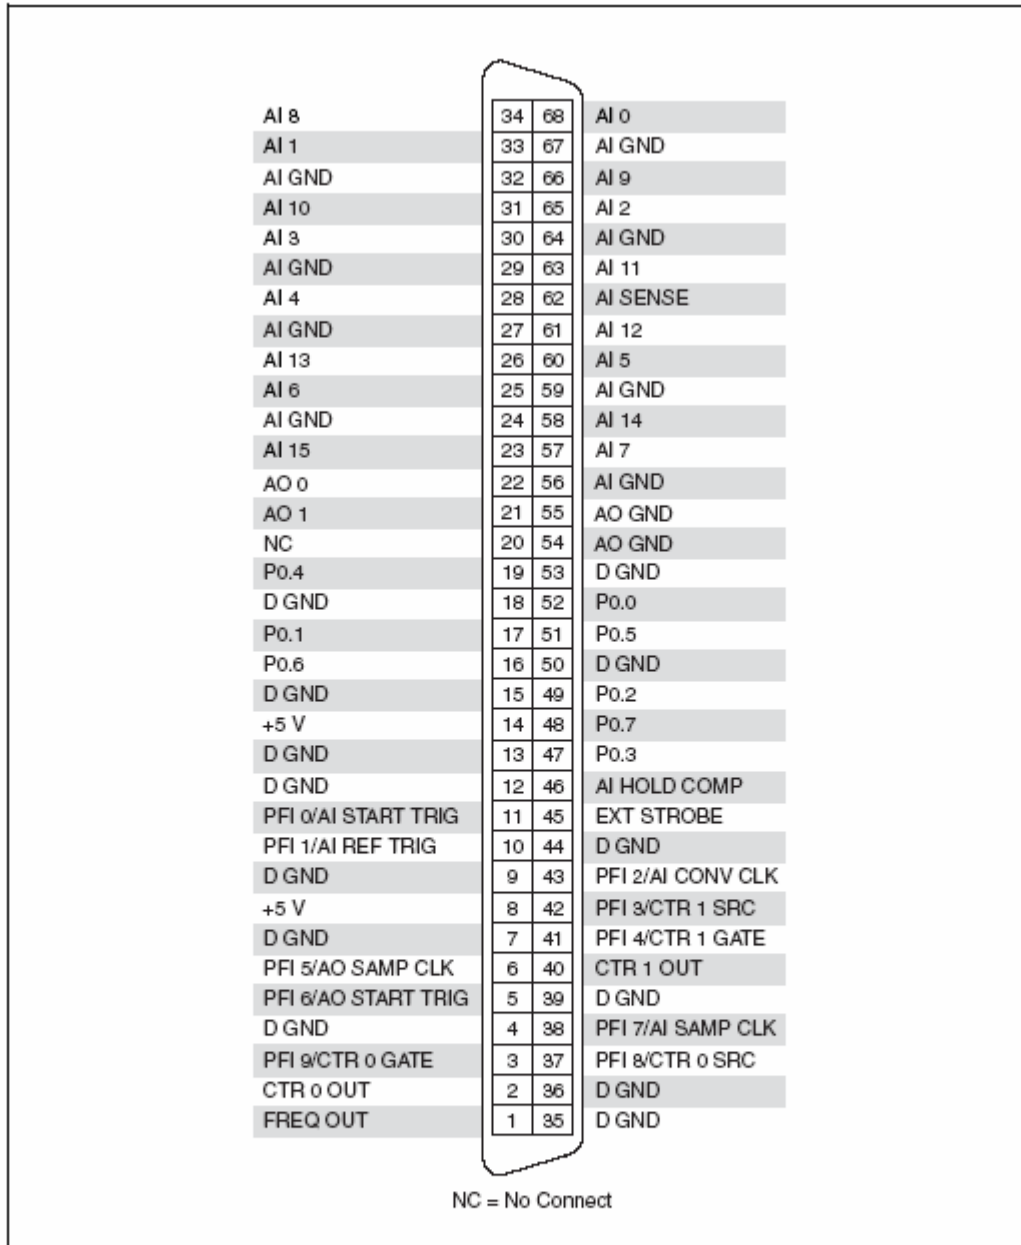 AI 8 34 68 AI 0
AI 1 33 67 AI GND
AI GND 32 66 AI 9
AI 10 31 65 AI 2
AI 3 30 64 AI GND
AI GND 29 63 AI 11
AI 4 28 62 AI SENSE
AI GND 27 61 AI 12
AI 13 26 60 AI 5
AI 6 25 59 AI GND
AI GND 24 58 AI 14
AI 15 23 57 AI 7
AO 0 22 56 AI GND
AO 1 21 55 AO GND
NC 20 54 AO GND
P0.4 19 53 D GND
D GND 18 52 P0.0
P0.1 17 51 P0.5
P0.6 16 50 D GND
D GND 15 49 P0.2
+5 V 14 48 P0.7
D GND 13 47 P0.3
D GND 12 46 AI HOLD COMP
PFI 0/AI START TRIG 11 45 EXT STROBE
PFI 1/AI REF TRIG 10 44 D GND
D GND 9 43 PFI 2/AI CONV CLK
+5 V 8 42 PFI 3/CTR 1 SRC
D GND 7 41 PFI 4/CTR 1 GATE
PFI 5/AO SAMP CLK 6 40 CTR 1 OUT
PFI 6/AO START TRIG 5 39 D GND
D GND 4 38 PFI 7/AI SAMP CLK
PFI 9/CTR 0 GATE 3 37 PFI 8/CTR 0 SRC
CTR 0 OUT 2 36 D GND
FREQ OUT 1 35 D GND
NC = No Connect